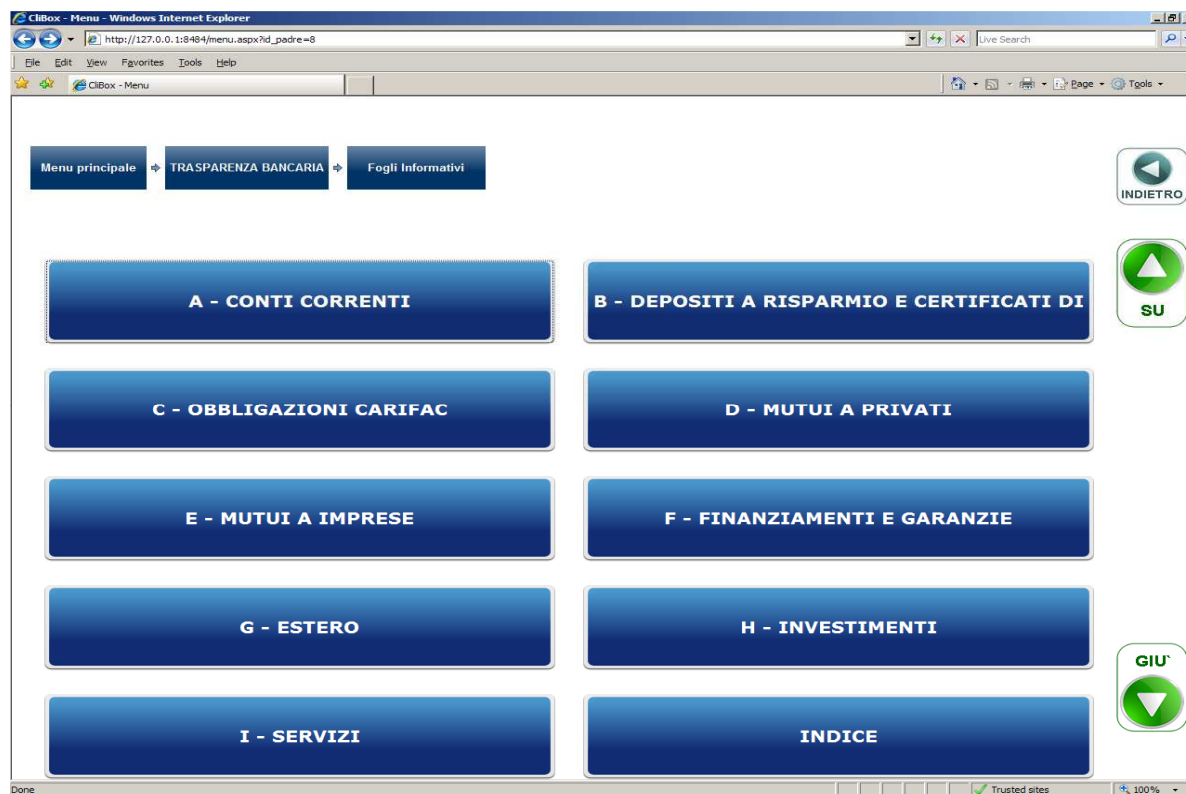 CliBox - Menu - Windows Internet Explorer
http://127.0.0.1:8484/menu.aspx?id_padre=8
Live Search
File Edit View Favorites Tools Help
CliBox - Menu
Page Tools
Menu principale TRASPARENZA BANCARIA Fogli Informativi
INDIETRO
A - CONTI CORRENTI
B - DEPOSITI A RISPARMIO E CERTIFICATI DI
SU
C - OBBLIGAZIONI CARIFAC
D - MUTUI A PRIVATI
E - MUTUI A IMPRESE
F - FINANZIAMENTI E GARANZIE
G - ESTERO
H - INVESTIMENTI
GIU`
I - SERVIZI
INDICE
Done
Trusted sites
100%